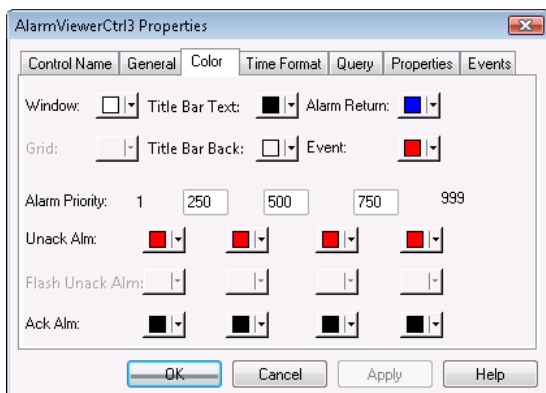 AlarmViewerCtrl3 Properties
Control Name General Color Time Format Query Properties Events
Window: Title Bar Text: Alarm Return:
Grid: Title Bar Back: Event:
Alarm Priority: 1 250 500 750 999
Unack Alm:
Flash Unack Alm:
Ack Alm:
OK Cancel Apply Help